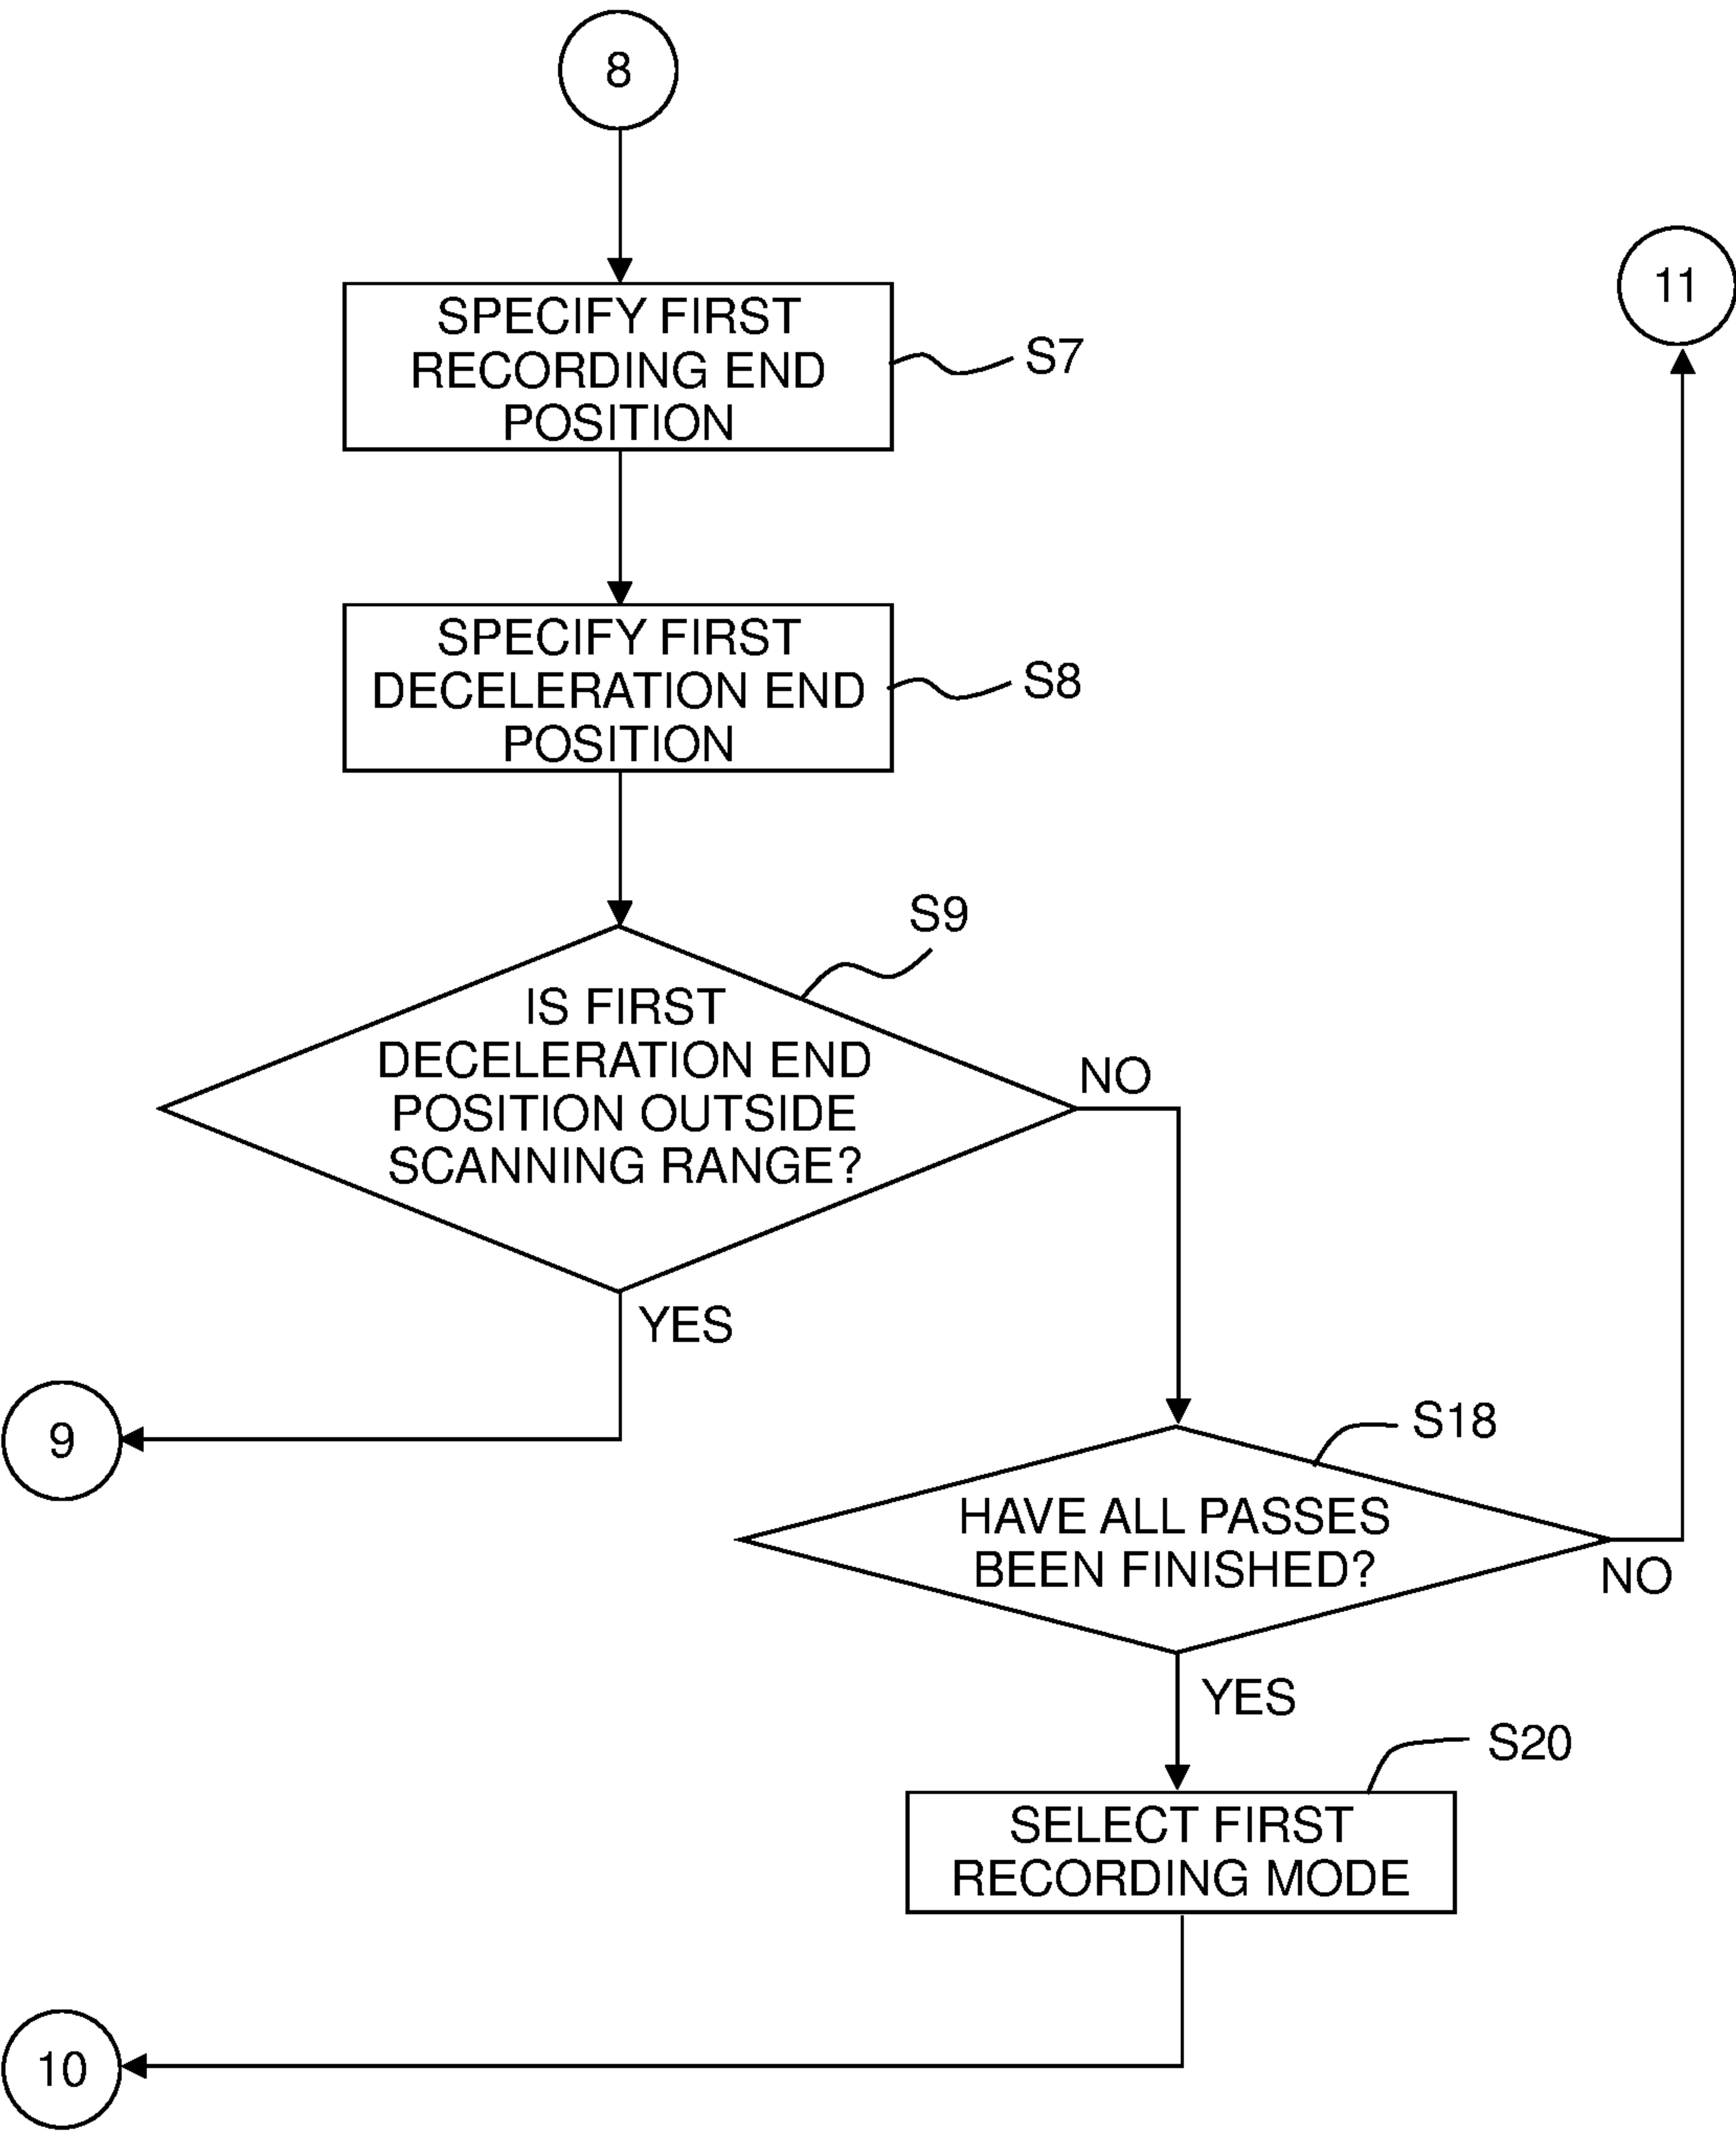 8
11
SPECIFY FIRST
RECORDING END
POSITION
S7
SPECIFY FIRST
DECELERATION END
POSITION
S8
S9
IS FIRST
DECELERATION END
POSITION OUTSIDE
SCANNING RANGE?
NO
YES
9
S18
HAVE ALL PASSES
BEEN FINISHED?
NO
YES
S20
SELECT FIRST
RECORDING MODE
10